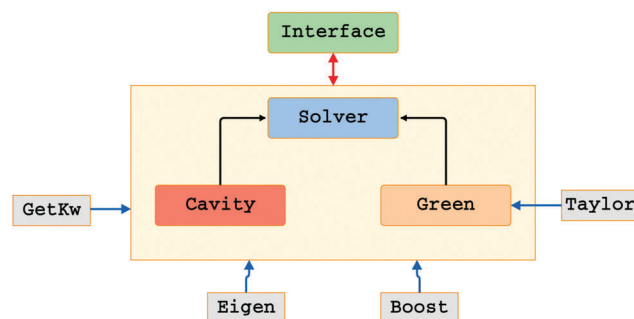 Interface
Solver
Cavity
Green
GetKw
Taylor
Eigen
Boost